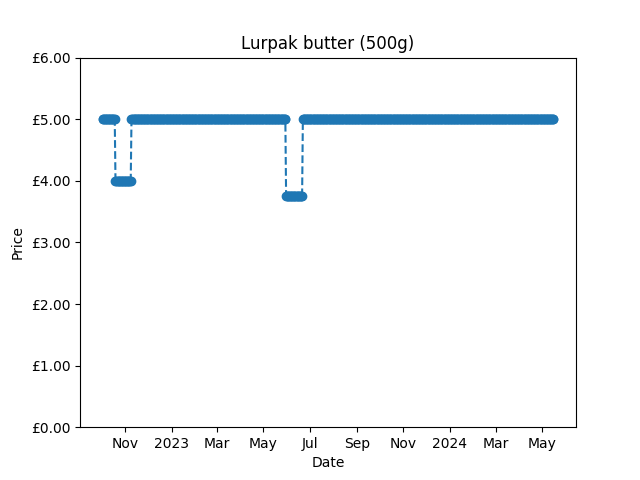 Lurpak butter (500g)
£6.00
£5.00
£4.00
£3.00
£2.00
£1.00
£0.00
Price
Nov 2023 Mar May Jul Sep Nov 2024 Mar May
Date